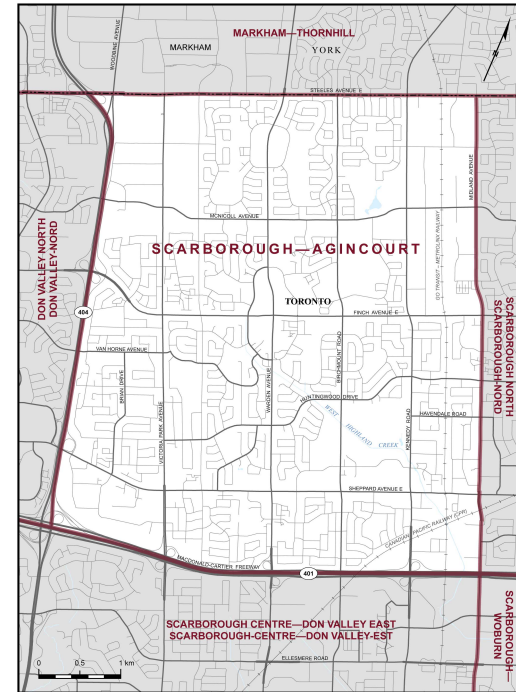 MARKHAM—THORNHILL
YORK
MARKHAM
WOODBINE AVENUE
N
STEELES AVENUE E
MIDLAND AVENUE
MCNICOLL AVENUE
GO TRANSIT - METROLINX RAILWAY
SCARBOROUGH—AGINCOURT
DON VALLEY NORTH
DON VALLEY-NORD
404
TORONTO
FINCH AVENUE E
SCARBOROUGH NORTH
SCARBOROUGH-NORD
VAN HORNE AVENUE
BIRCHMOUNT ROAD
BRIAN DRIVE
VICTORIA PARK AVENUE
WARDEN AVENUE
HUNTINGWOOD DRIVE
WEST HIGHLAND CREEK
KENNEDY ROAD
HAVENDALE ROAD
SHEPPARD AVENUE E
CANADIAN PACIFIC RAILWAY (CPR)
MACDONALD-CARTIER FREEWAY
401
SCARBOROUGH CENTRE—DON VALLEY EAST
SCARBOROUGH-CENTRE—DON VALLEY-EST
SCARBOROUGH—
WOBURN
ELLESMERE ROAD
0 0.5 1 km